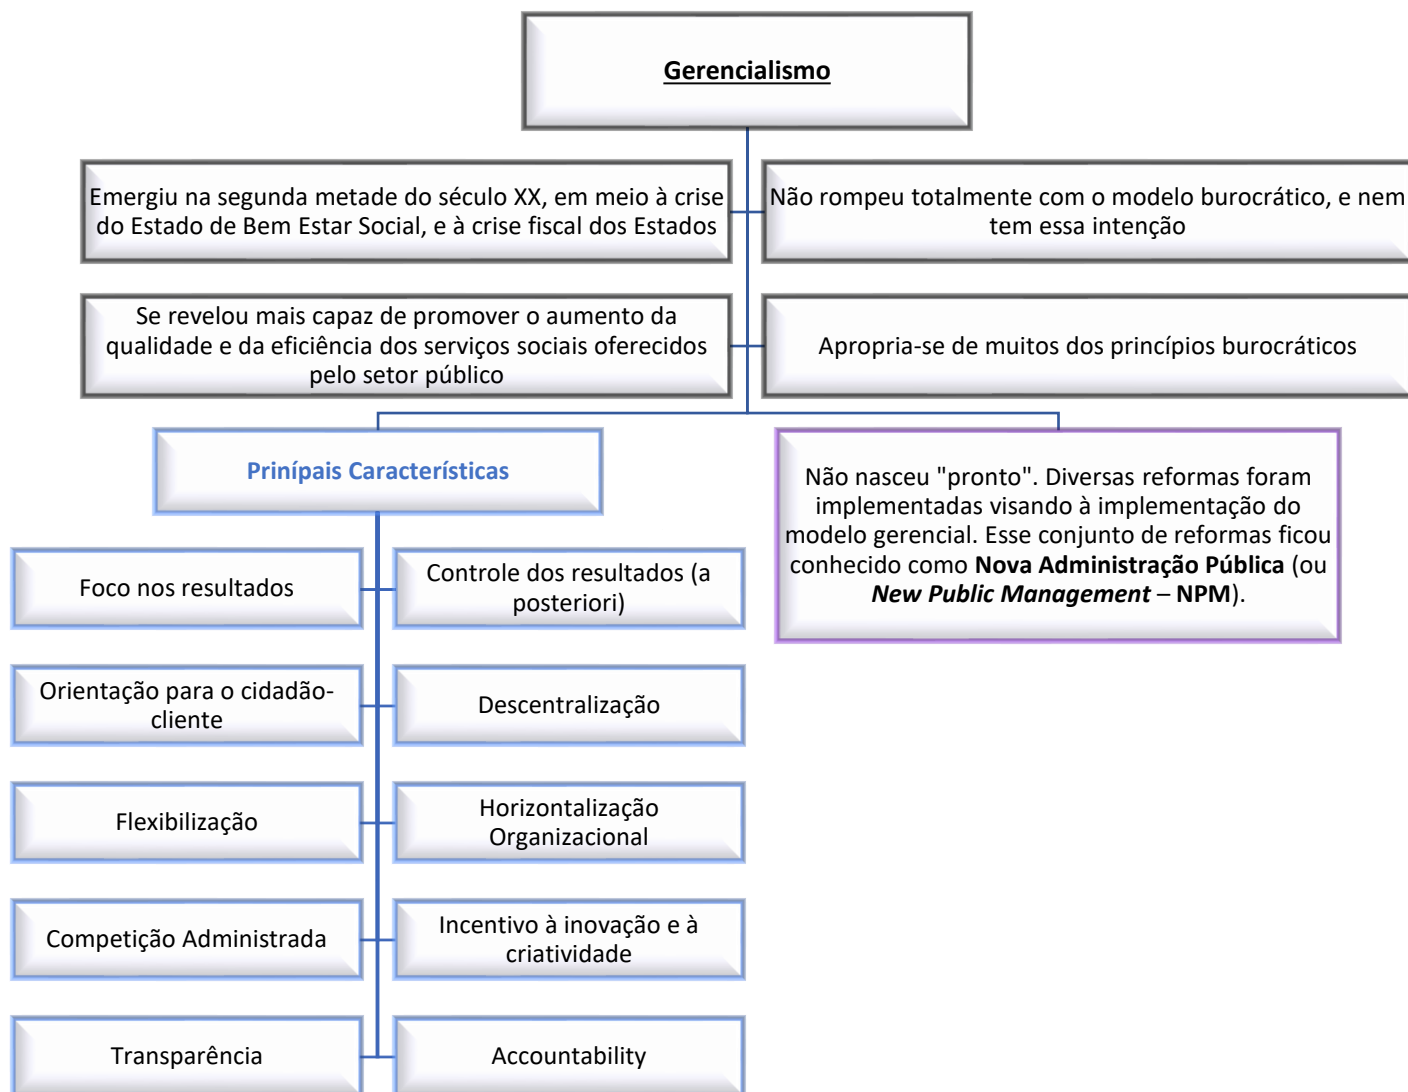 Gerencialismo
Emergiu na segunda metade do século XX, em meio à crise
do Estado de Bem Estar Social, e à crise fiscal dos Estados
Não rompeu totalmente com o modelo burocrático, e nem
tem essa intenção
Se revelou mais capaz de promover o aumento da
qualidade e da eficiência dos serviços sociais oferecidos
pelo setor público
Apropria-se de muitos dos princípios burocráticos
Prinípais Características
Foco nos resultados
Controle dos resultados (a
posteriori)
Orientação para o cidadão-
cliente
Descentralização
Flexibilização
Horizontalização
Organizacional
Competição Administrada
Incentivo à inovação e à
criatividade
Transparência
Accountability
Não nasceu "pronto". Diversas reformas foram
implementadas visando à implementação do
modelo gerencial. Esse conjunto de reformas ficou
conhecido como Nova Administração Pública (ou
New Public Management – NPM).